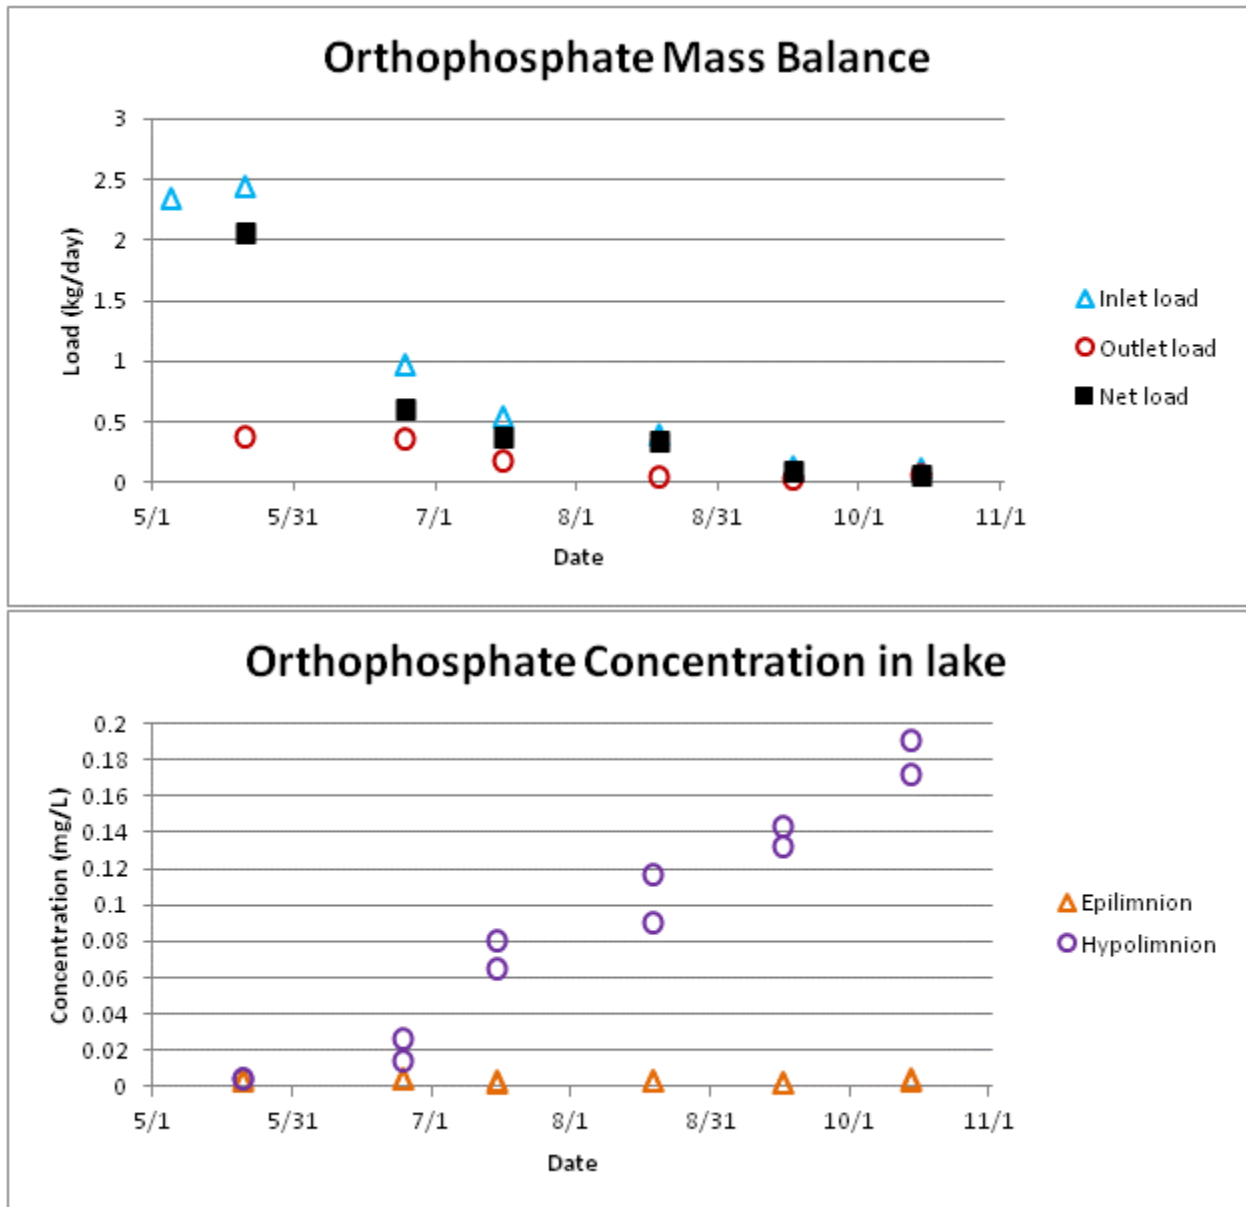 Orthophosphate Mass Balance
3
2.5
2
1.5
1
0.5
0
Load (kg/day)
5/1 5/31 7/1 8/1 8/31 10/1 11/1
Date
Inlet load
Outlet load
Net load
Orthophosphate Concentration in lake
0.2
0.18
0.16
0.14
0.12
0.1
0.08
0.06
0.04
0.02
0
Concentration (mg/L)
5/1 5/31 7/1 8/1 8/31 10/1 11/1
Date
Epilimnion
Hypolimnion